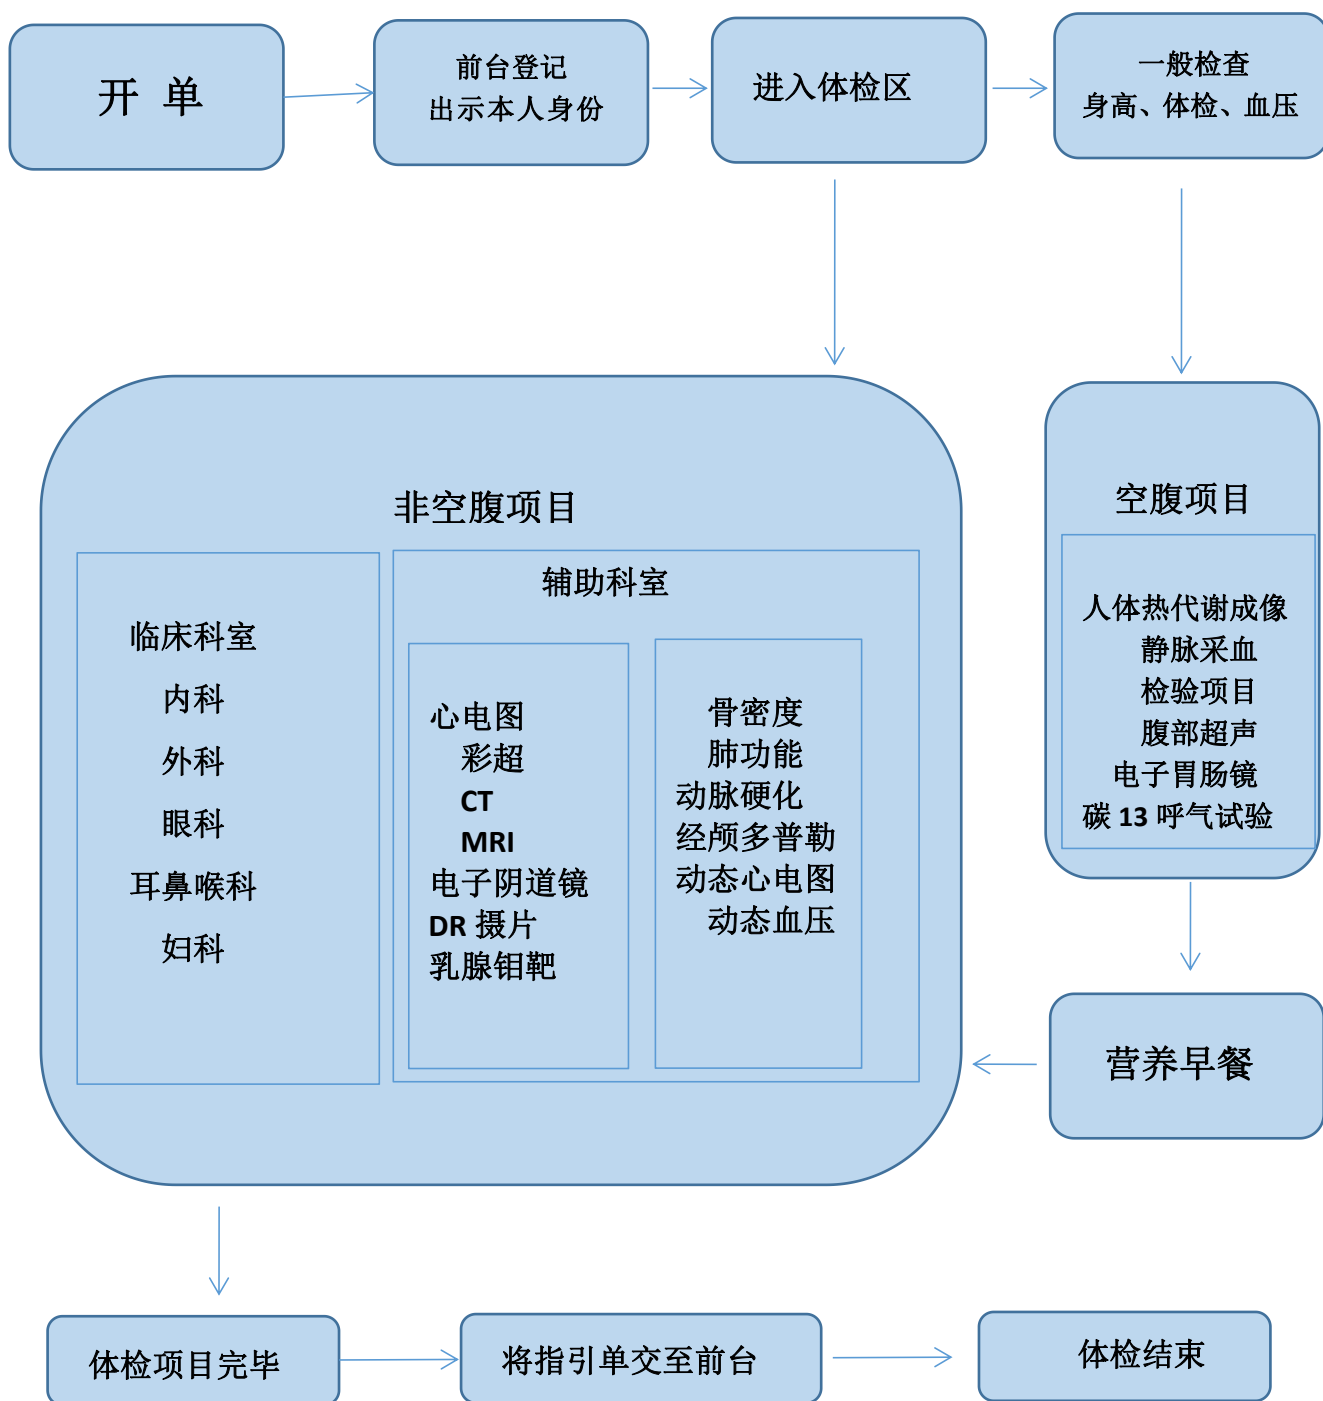 开 单
前台登记
出示本人身份
进入体检区
一般检查
身高、体检、血压
非空腹项目
临床科室
内科
外科
眼科
耳鼻喉科
妇科
辅助科室
心电图
彩超
CT
MRI
电子阴道镜
DR 摄片
乳腺钼靶
骨密度
肺功能
动脉硬化
经颅多普勒
动态心电图
动态血压
空腹项目
人体热代谢成像
静脉采血
检验项目
腹部超声
电子胃肠镜
碳 13 呼气试验
营养早餐
体检项目完毕
将指引单交至前台
体检结束